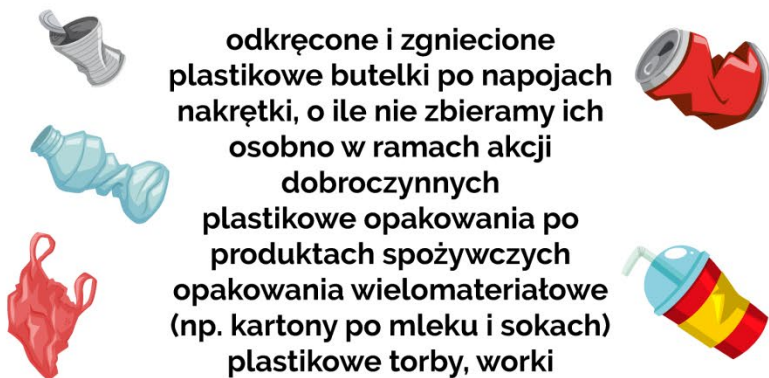 odkręcone i zgniecione
plastikowe butelki po napojach
nakrętki, o ile nie zbieramy ich
osobno w ramach akcji
dobroczynnych
plastikowe opakowania po
produktach spożywczych
opakowania wielomateriałowe
(np. kartony po mleku i sokach)
plastikowe torby, worki